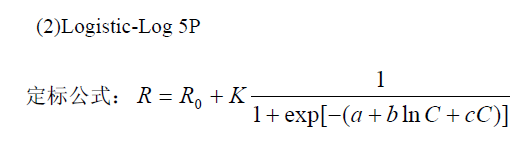 (2)Logistic-Log 5P
定标公式：R = R₀ + K 1 / (1 + exp[−(a + b ln C + cC)])